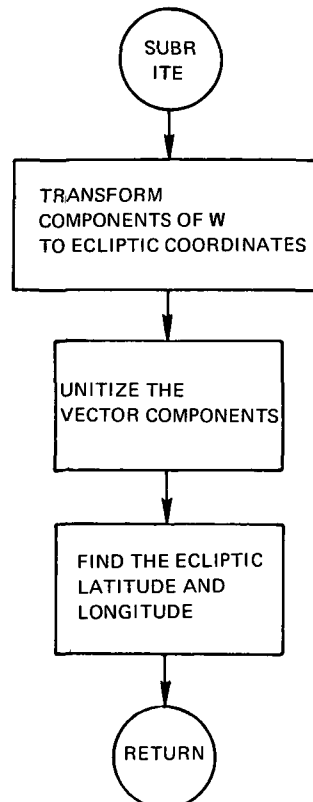 SUBR
ITE
TRANSFORM
COMPONENTS OF W
TO ECLIPTIC COORDINATES
UNITIZE THE
VECTOR COMPONENTS
FIND THE ECLIPTIC
LATITUDE AND
LONGITUDE
RETURN